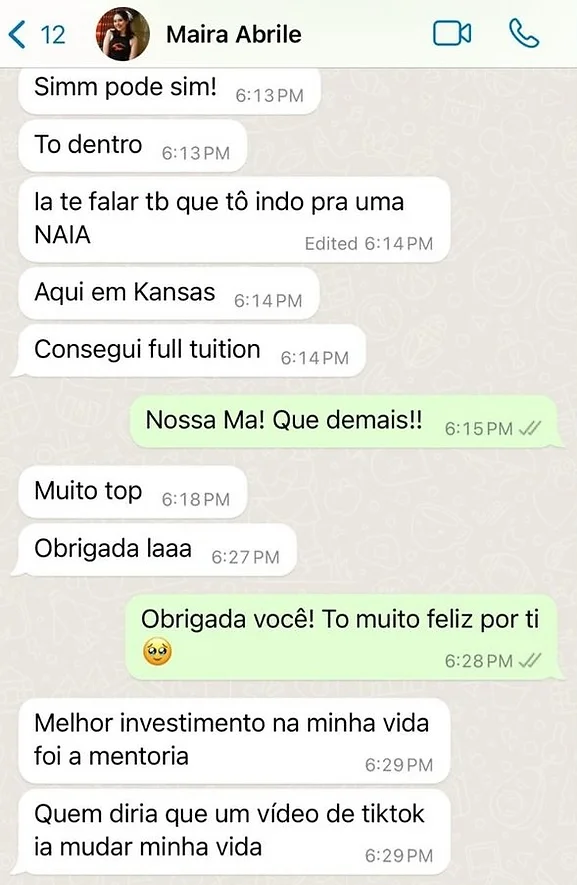 12 Maira Abrile
Simm pode sim! 6:13 PM
To dentro 6:13 PM
Ia te falar tb que tô indo pra uma
NAIA Edited 6:14 PM
Aqui em Kansas 6:14 PM
Consegui full tuition 6:14 PM
Nossa Ma! Que demais!! 6:15 PM
Muito top 6:18 PM
Obrigada Iaaa 6:27 PM
Obrigada você! To muito feliz por ti
🥹
6:28 PM
Melhor investimento na minha vida
foi a mentoria 6:29 PM
Quem diria que um vídeo de tiktok
ia mudar minha vida 6:29 PM